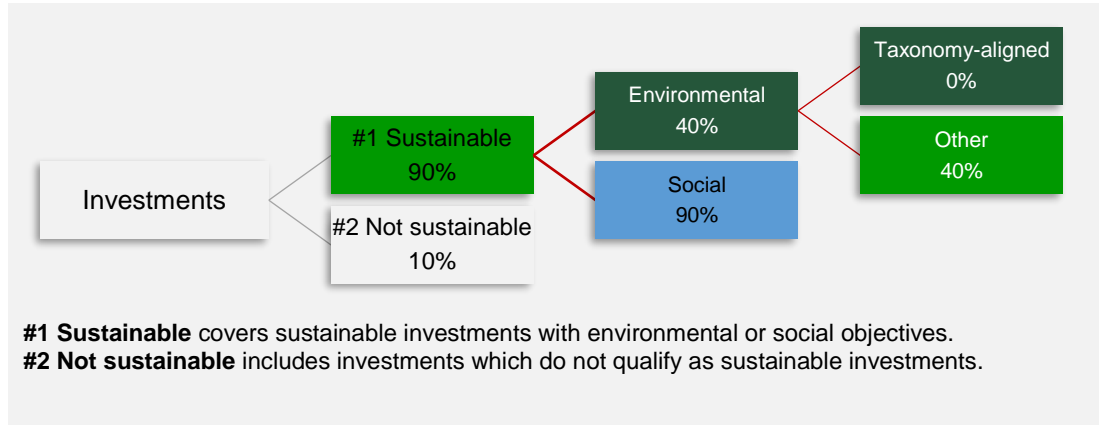 Investments
#1 Sustainable
90%
#2 Not sustainable
10%
Environmental
40%
Social
90%
Taxonomy-aligned
0%
Other
40%
#1 Sustainable covers sustainable investments with environmental or social objectives.
#2 Not sustainable includes investments which do not qualify as sustainable investments.